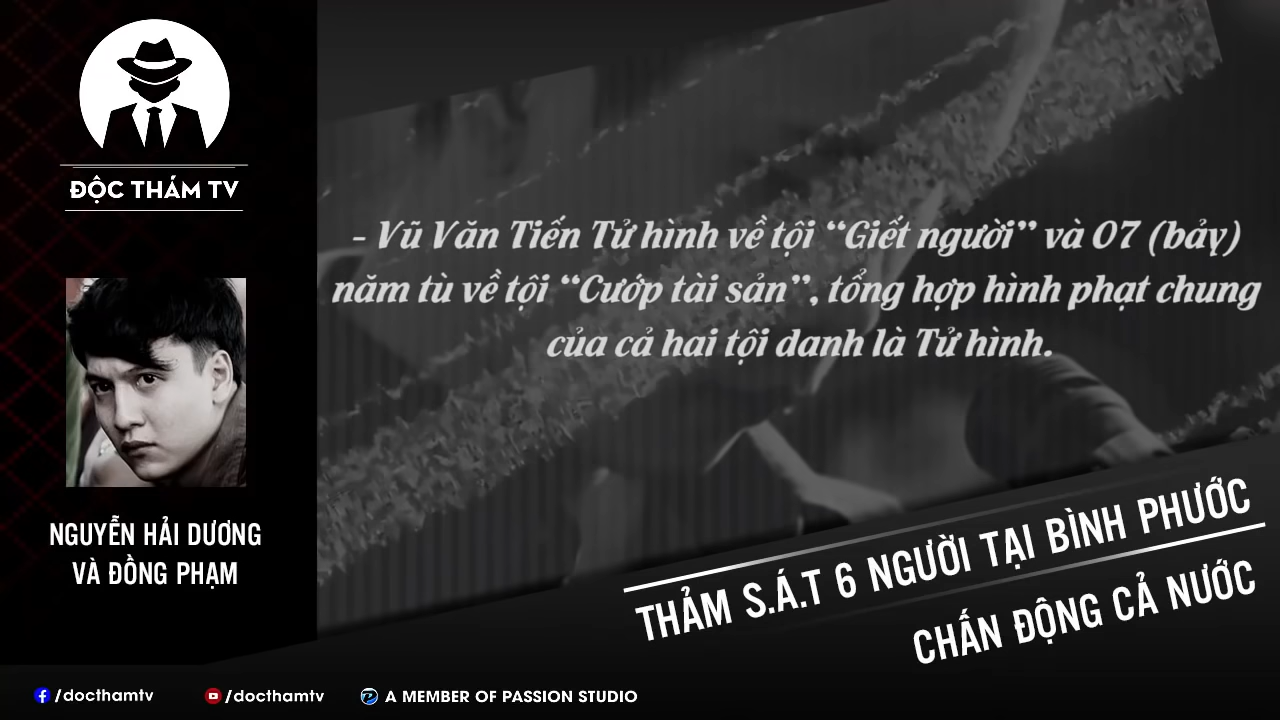 ĐỘC THÁM TV
NGUYỄN HẢI DƯƠNG
VÀ ĐỒNG PHẠM
- Vũ Văn Tiến Tử hình về tội “Giết người” và 07 (bảy)
năm tù về tội “Cướp tài sản”, tổng hợp hình phạt chung
của cả hai tội danh là Tử hình.
THẢM S.Á.T 6 NGƯỜI TẠI BÌNH PHƯỚC
CHẤN ĐỘNG CẢ NƯỚC
/docthamtv
/docthamtv
A MEMBER OF PASSION STUDIO